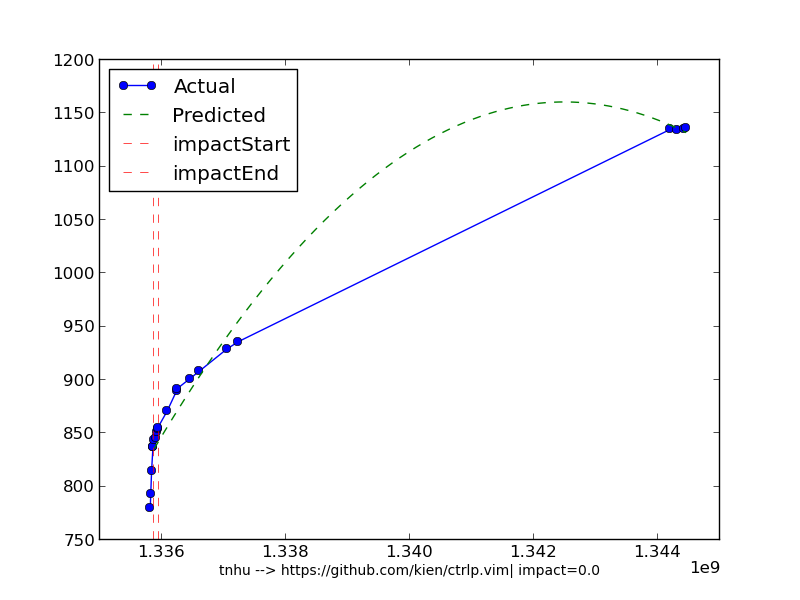 1200
1150
1100
1050
1000
950
900
850
800
750
Actual
Predicted
impactStart
impactEnd
1.336 1.338 1.340 1.342 1.344
1e9
tnhu --> https://github.com/kien/ctrlp.vim| impact=0.0